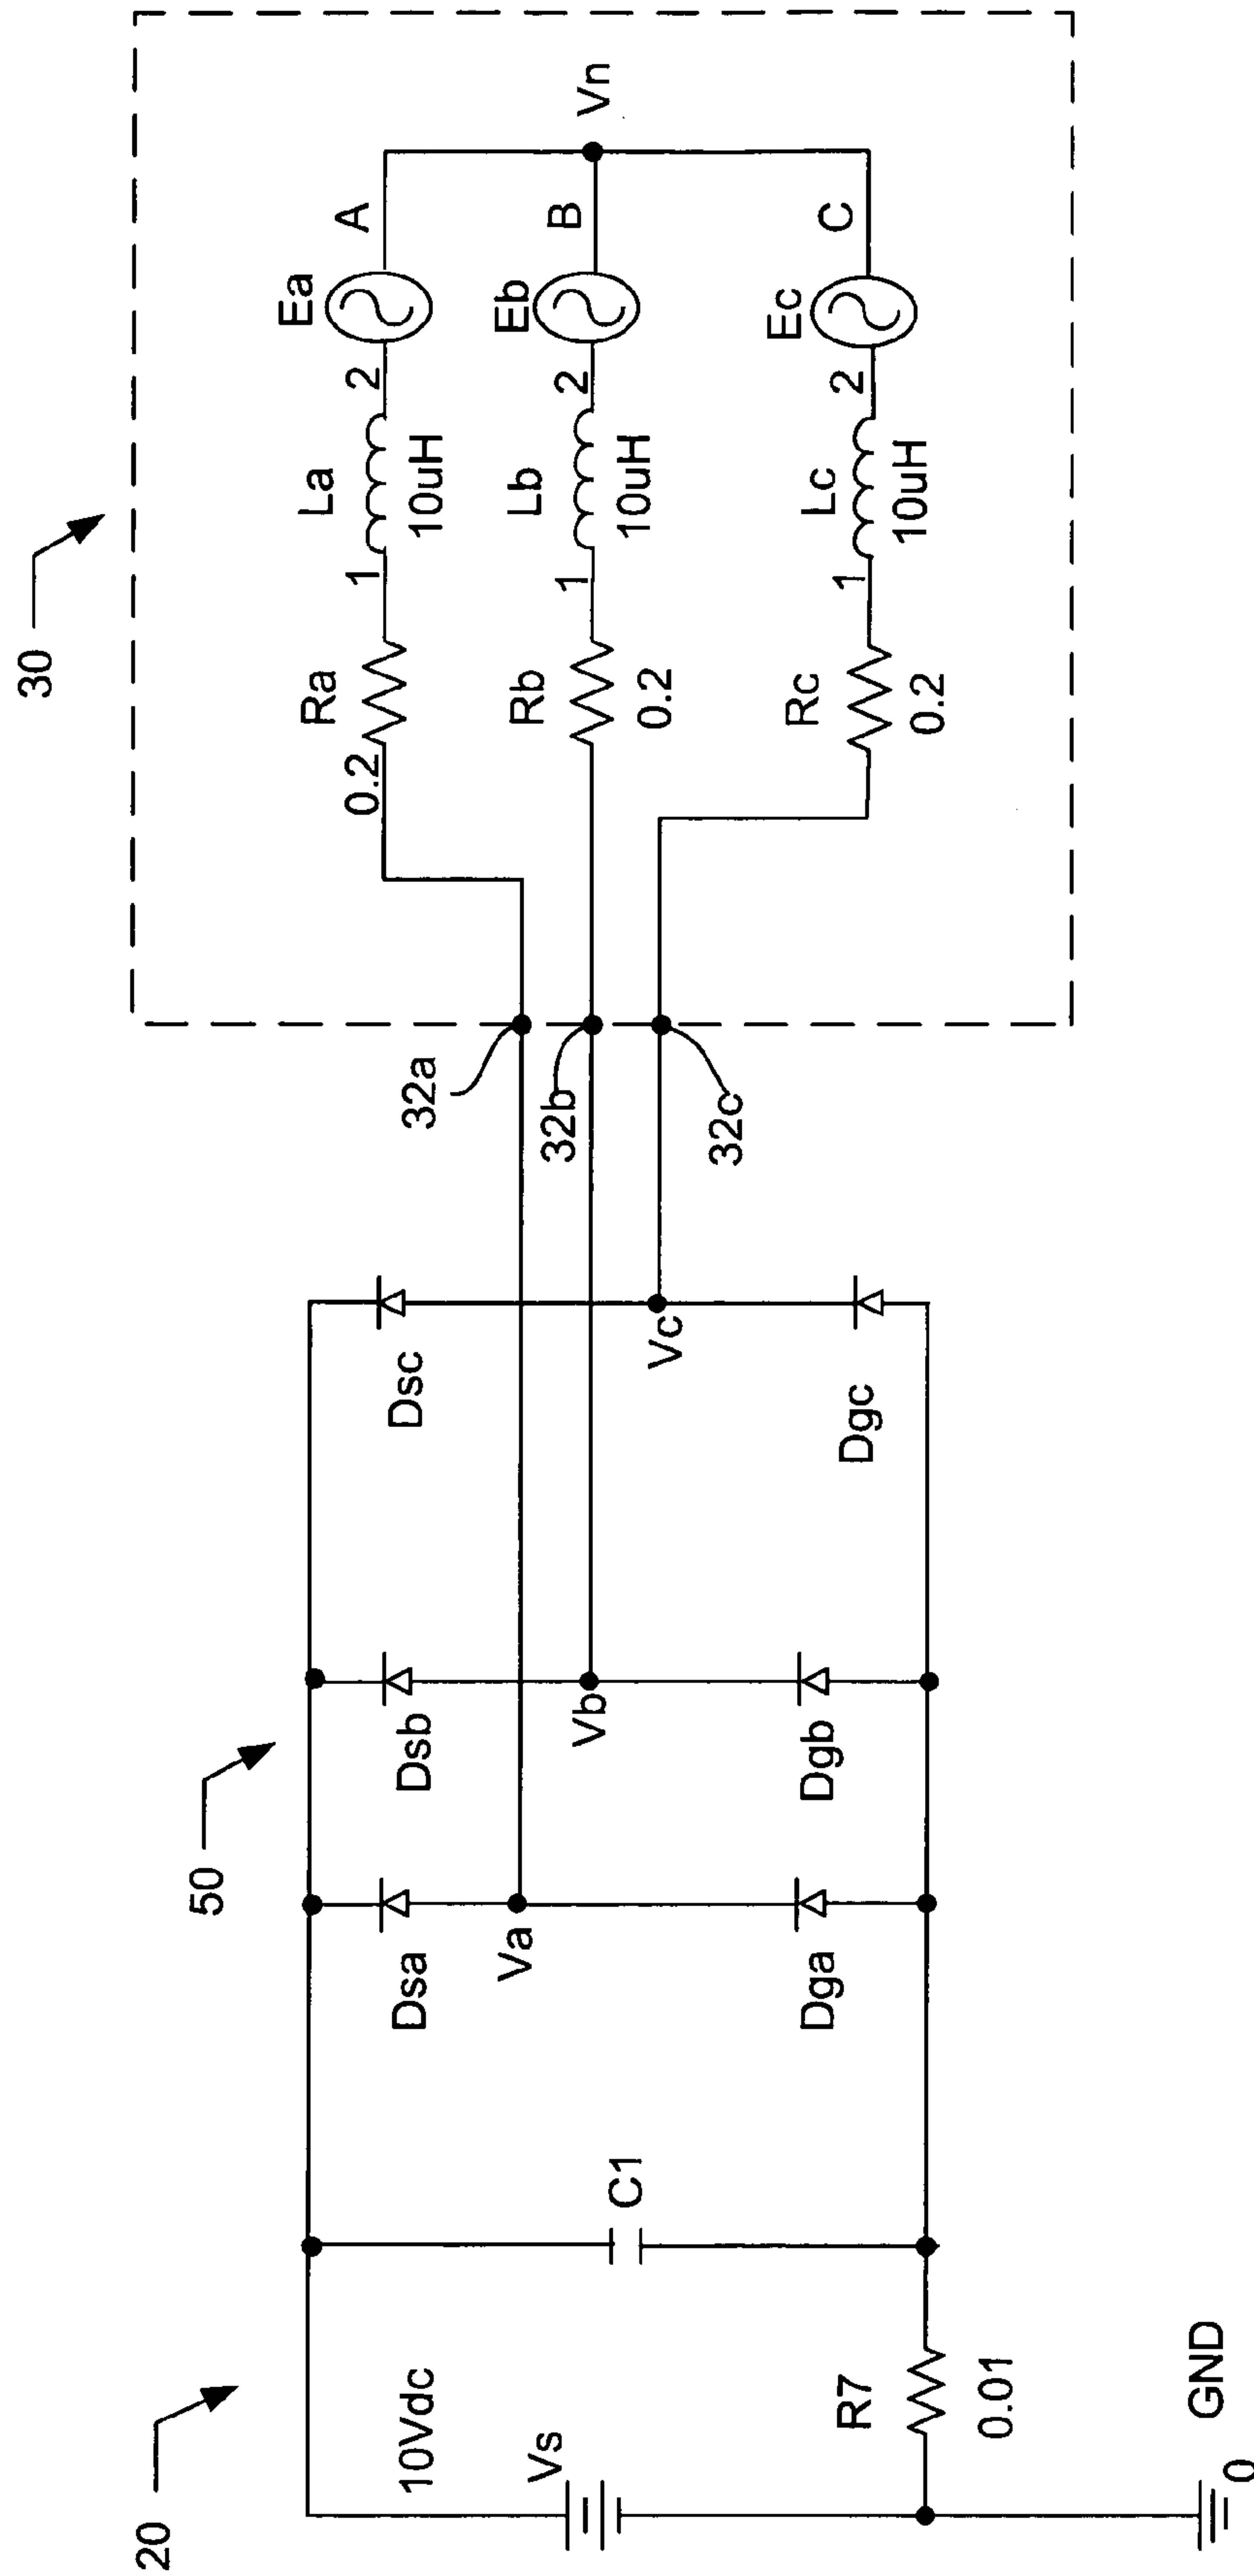 30
Ea
A
La
2
Ra
1
10uH
0.2
Vn
Eb
B
Lb
2
Rb
1
10uH
0.2
Ec
C
Lc
2
Rc
1
10uH
0.2
32a
32b
32c
50
Dsc
Vc
Dgc
Dsb
Vb
Dgb
Dsa
Va
Dga
20
10Vdc
Vs
C1
R7
0.01
GND
0